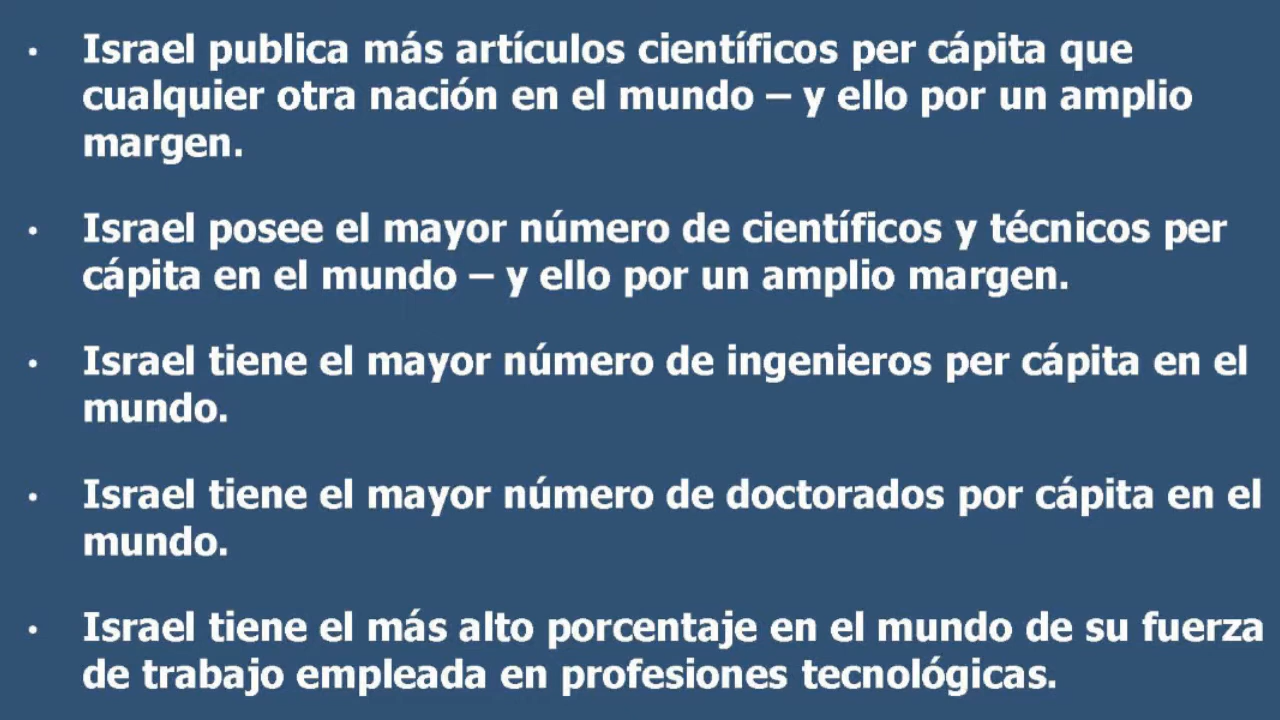 • Israel publica más artículos científicos per cápita que
cualquier otra nación en el mundo – y ello por un amplio
margen.
• Israel posee el mayor número de científicos y técnicos per
cápita en el mundo – y ello por un amplio margen.
• Israel tiene el mayor número de ingenieros per cápita en el
mundo.
• Israel tiene el mayor número de doctorados por cápita en el
mundo.
• Israel tiene el más alto porcentaje en el mundo de su fuerza
de trabajo empleada en profesiones tecnológicas.